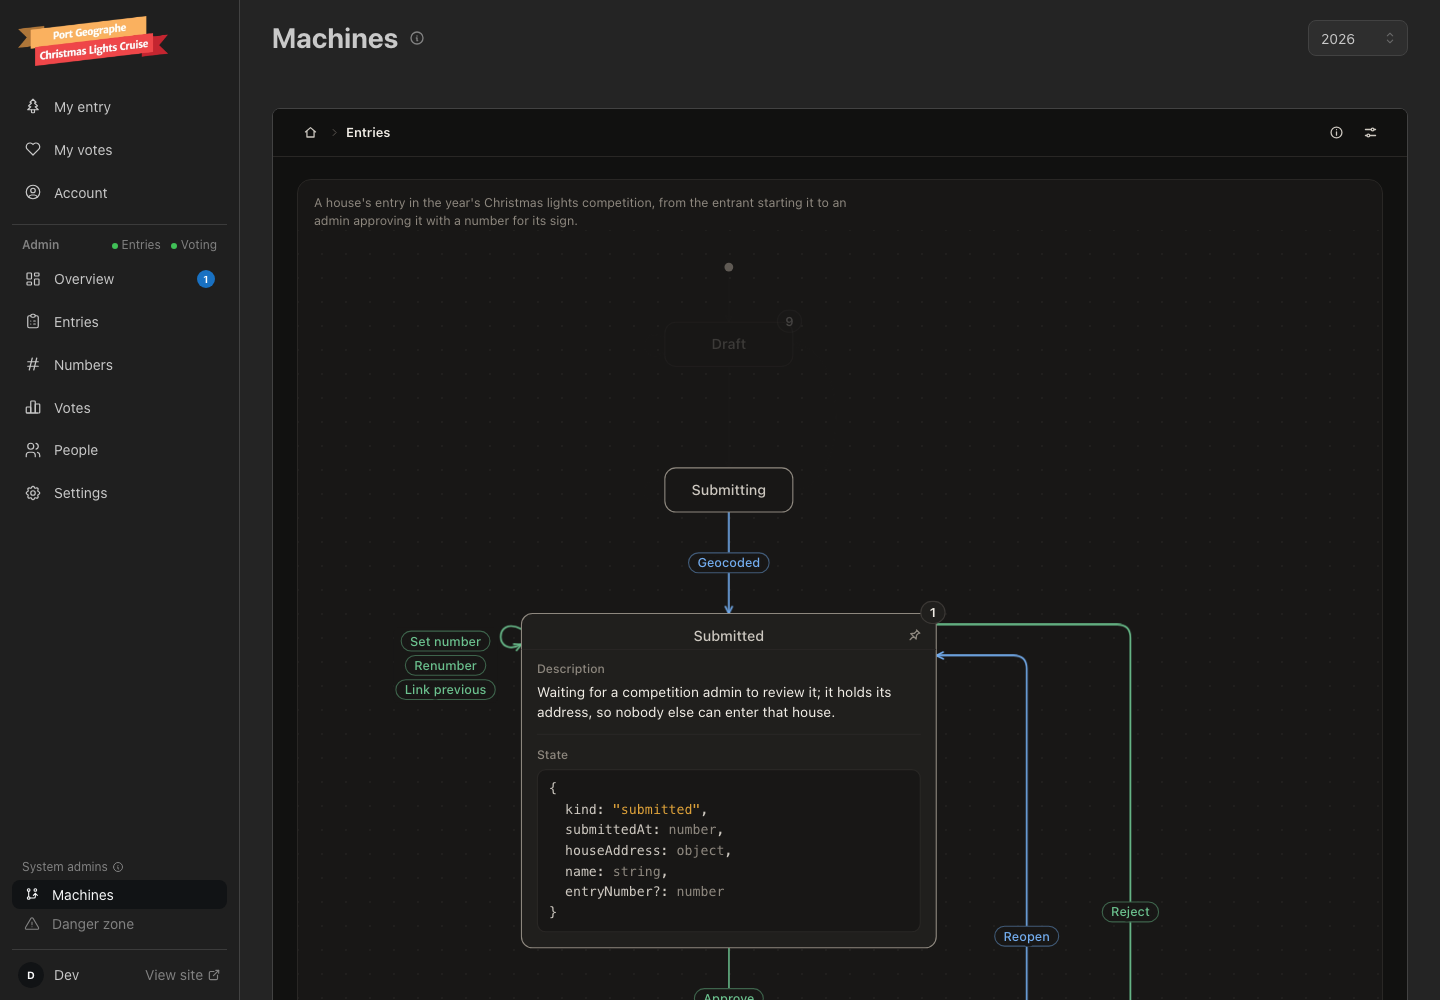 Port Geographe
Christmas Lights Cruise
My entry
My votes
Account
Admin
Entries
Voting
Overview
1
Entries
Numbers
Votes
People
Settings
System admins
Machines
Danger zone
D
Dev
View site
Machines
2026
Entries
A house's entry in the year's Christmas lights competition, from the entrant starting it to an
admin approving it with a number for its sign.
9
Draft
Submitting
Geocoded
1
Submitted
Set number
Renumber
Link previous
Description
Waiting for a competition admin to review it; it holds its
address, so nobody else can enter that house.
State
{
kind: "submitted",
submittedAt: number,
houseAddress: object,
name: string,
entryNumber?: number
}
Reject
Reopen
Approve